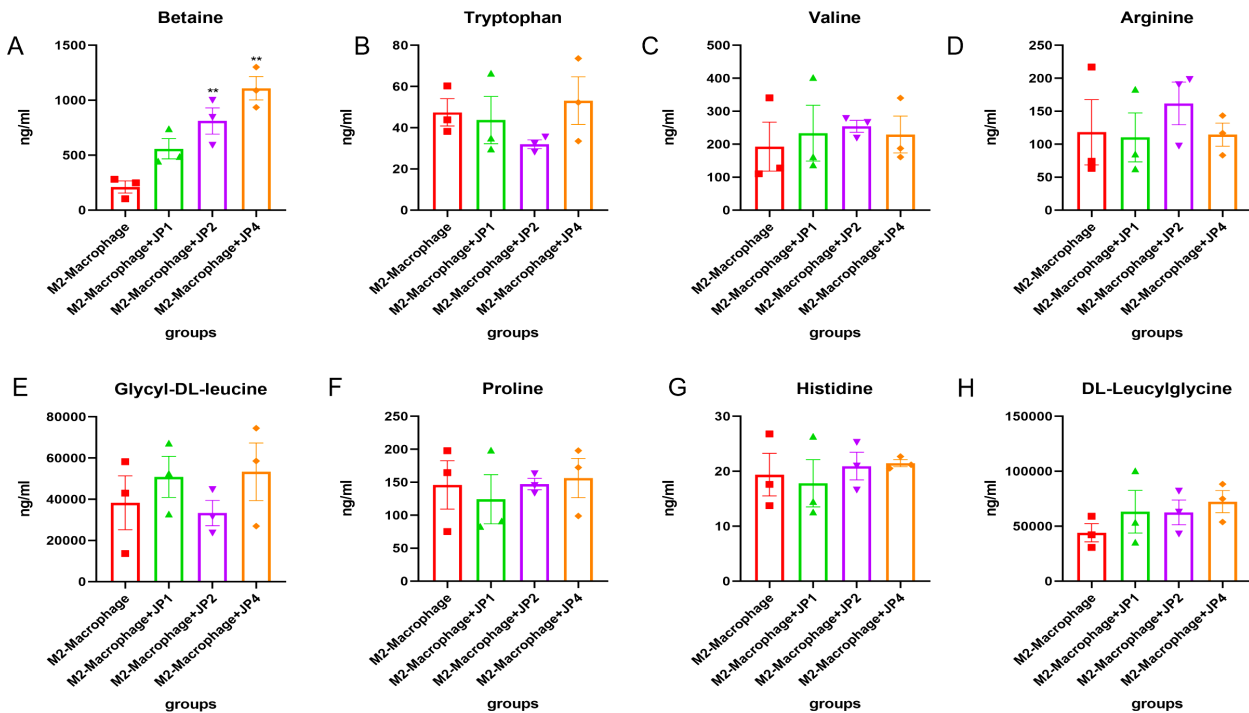 A
Betaine
ng/ml
1500
1000
500
0
**
**
M2-Macrophage
M2-Macrophage+JP1
M2-Macrophage+JP2
M2-Macrophage+JP4
groups
B
Tryptophan
ng/ml
80
60
40
20
0
M2-Macrophage
M2-Macrophage+JP1
M2-Macrophage+JP2
M2-Macrophage+JP4
groups
C
Valine
ng/ml
500
400
300
200
100
0
M2-Macrophage
M2-Macrophage+JP1
M2-Macrophage+JP2
M2-Macrophage+JP4
groups
D
Arginine
ng/ml
250
200
150
100
50
0
M2-Macrophage
M2-Macrophage+JP1
M2-Macrophage+JP2
M2-Macrophage+JP4
groups
E
Glycyl-DL-leucine
ng/ml
80000
60000
40000
20000
0
M2-Macrophage
M2-Macrophage+JP1
M2-Macrophage+JP2
M2-Macrophage+JP4
groups
F
Proline
ng/ml
250
200
150
100
50
0
M2-Macrophage
M2-Macrophage+JP1
M2-Macrophage+JP2
M2-Macrophage+JP4
groups
G
Histidine
ng/ml
30
20
10
0
M2-Macrophage
M2-Macrophage+JP1
M2-Macrophage+JP2
M2-Macrophage+JP4
groups
H
DL-Leucylglycine
ng/ml
150000
100000
50000
0
M2-Macrophage
M2-Macrophage+JP1
M2-Macrophage+JP2
M2-Macrophage+JP4
groups